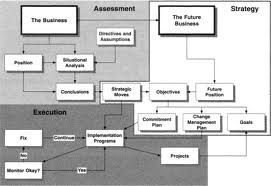 Assessment
Strategy
The Business
The Future
Business
Directives and
Assumptions
Position
Situational
Analysis
Conclusions
Strategic
Moves
Objectives
Future
Position
Commitment
Plan
Change
Management
Plan
Goals
Execution
Fix
Continue
Implementation
Programs
No
Monitor Okay?
Yes
Projects